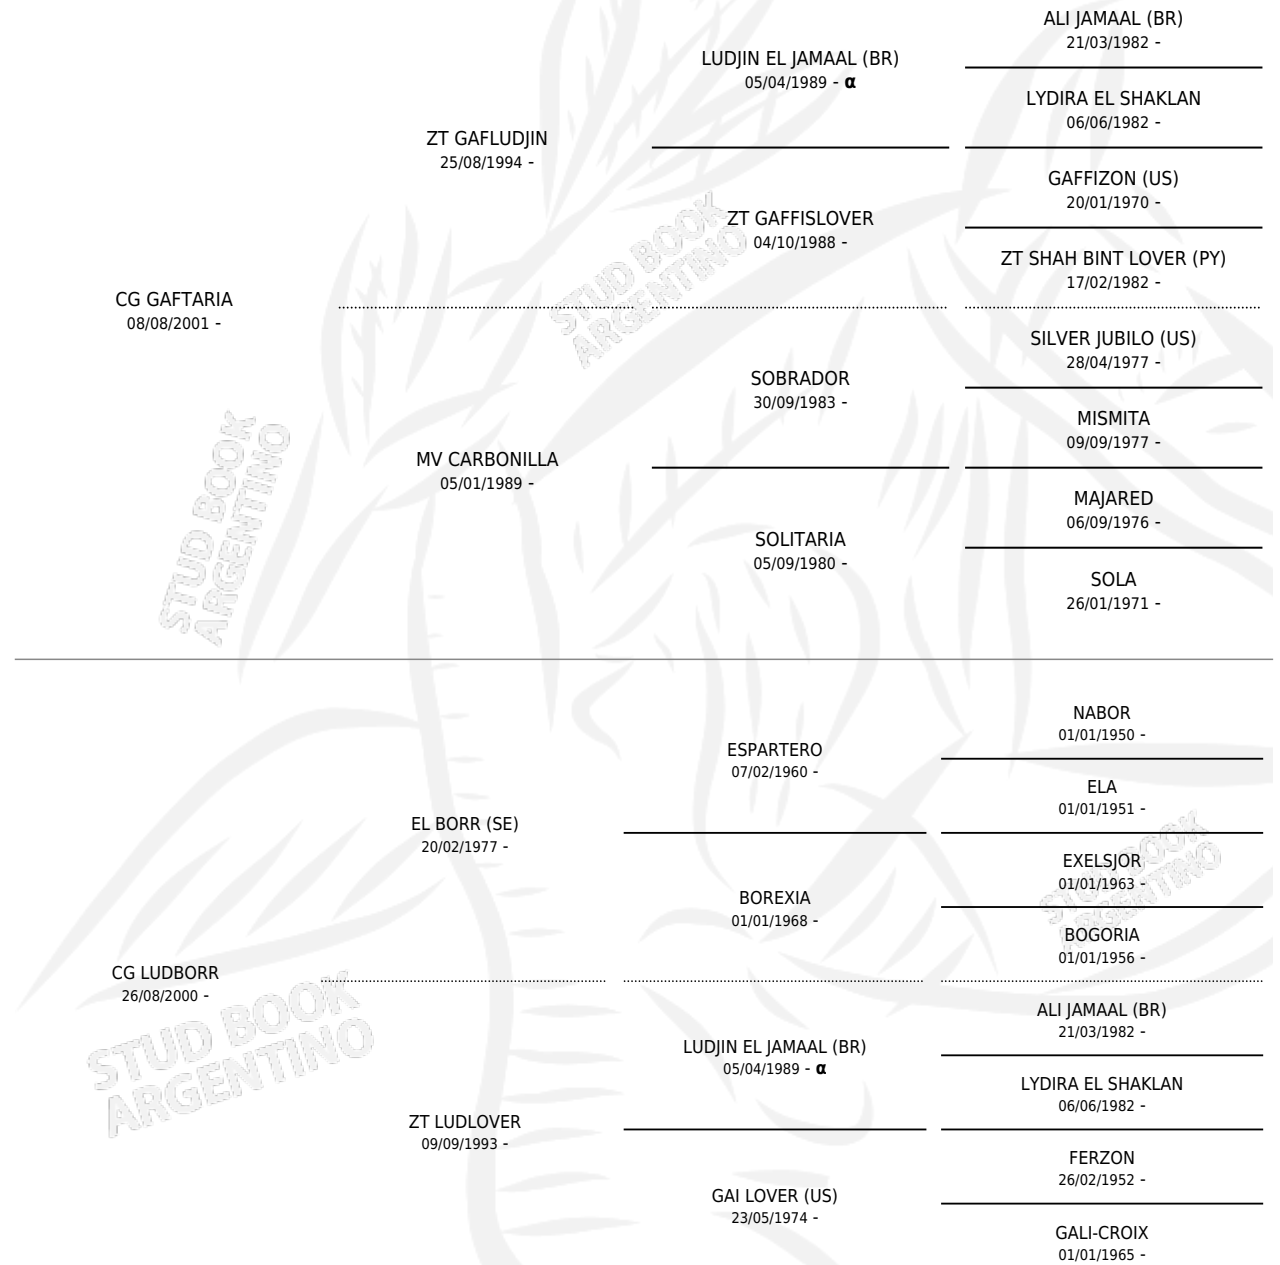 ALI JAMAAL (BR)
21/03/1982 -
LUDJIN EL JAMAAL (BR)
05/04/1989 - α
LYDIRA EL SHAKLAN
06/06/1982 -
ZT GAFLUDJIN
25/08/1994 -
GAFFIZON (US)
20/01/1970 -
ZT GAFFISLOVER
04/10/1988 -
ZT SHAH BINT LOVER (PY)
17/02/1982 -
CG GAFTARIA
08/08/2001 -
SILVER JUBILO (US)
28/04/1977 -
SOBRADOR
30/09/1983 -
MISMITA
09/09/1977 -
MV CARBONILLA
05/01/1989 -
MAJARED
06/09/1976 -
SOLITARIA
05/09/1980 -
SOLA
26/01/1971 -
NABOR
01/01/1950 -
ESPARTERO
07/02/1960 -
ELA
01/01/1951 -
EL BORR (SE)
20/02/1977 -
EXELSJOR
01/01/1963 -
BOREXIA
01/01/1968 -
BOGORIA
01/01/1956 -
CG LUDBORR
26/08/2000 -
ALI JAMAAL (BR)
21/03/1982 -
LUDJIN EL JAMAAL (BR)
05/04/1989 - α
LYDIRA EL SHAKLAN
06/06/1982 -
ZT LUDLOVER
09/09/1993 -
FERZON
26/02/1952 -
GAI LOVER (US)
23/05/1974 -
GALI-CROIX
01/01/1965 -
STUD BOOK
ARGENTINO
STUD BOOK
ARGENTINO
STUD BOOK
ARGENTINO
STUD BOOK
ARGENTINO